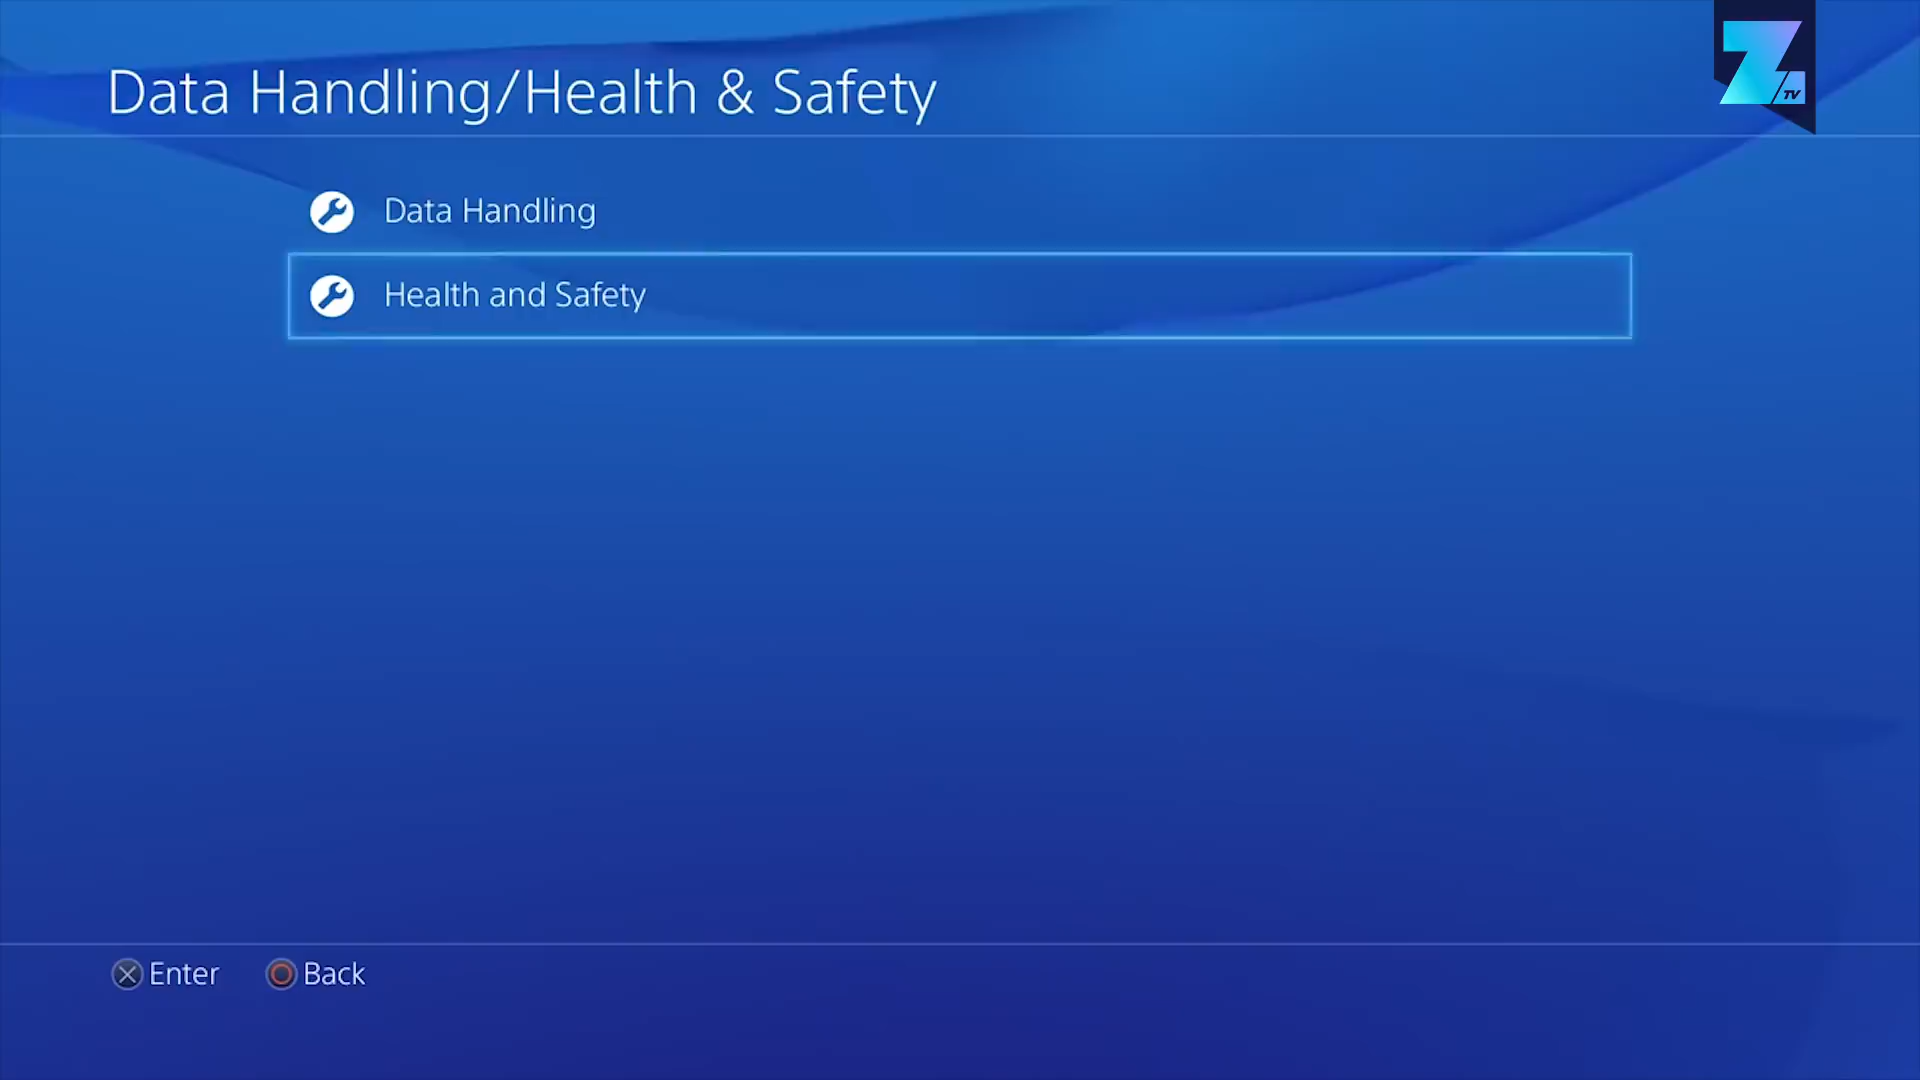 Data Handling/Health & Safety
Z TV
Data Handling
Health and Safety
Enter
Back